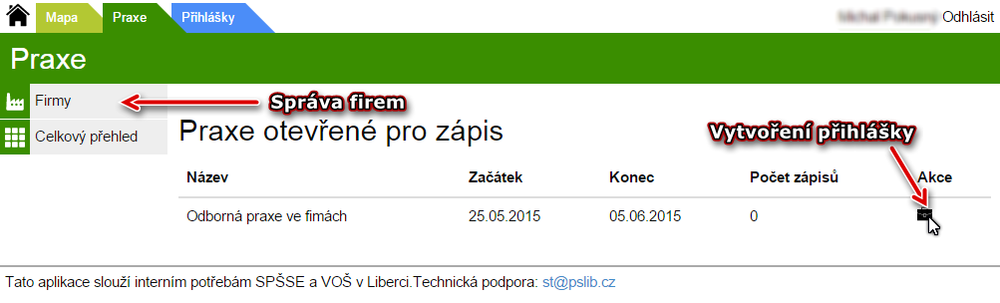 Mapa Praxe Přihlášky Odhlásit
Praxe
Firmy Správa firem
Celkový přehled
Praxe otevřené pro zápis
Vytvoření přihlášky
Název Začátek Konec Počet zápisů Akce
Odborná praxe ve fimách 25.05.2015 05.06.2015 0
Tato aplikace slouží interním potřebám SPŠSE a VOŠ v Liberci.Technická podpora: st@pslib.cz